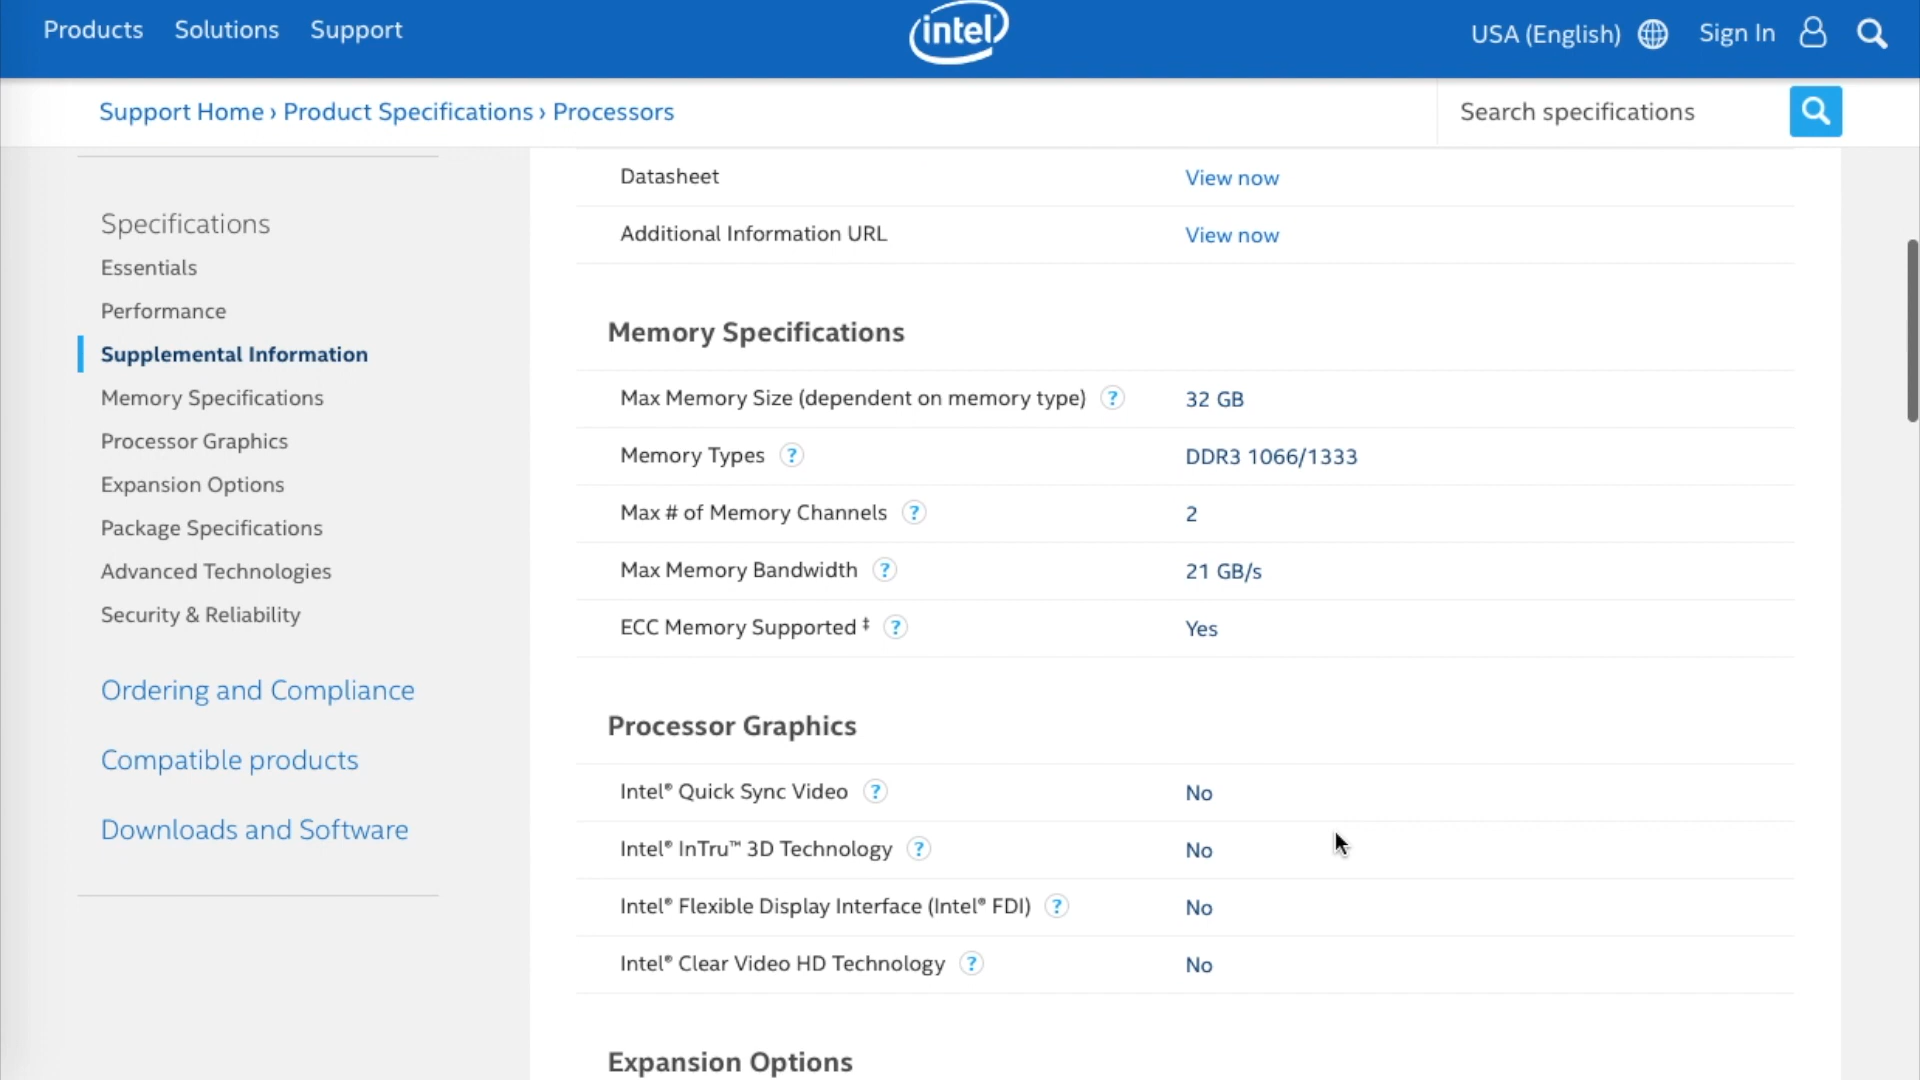 Products Solutions Support
intel
USA (English) Sign In
Support Home › Product Specifications › Processors
Search specifications
Specifications
Essentials
Performance
Supplemental Information
Memory Specifications
Processor Graphics
Expansion Options
Package Specifications
Advanced Technologies
Security & Reliability
Ordering and Compliance
Compatible products
Downloads and Software
Datasheet View now
Additional Information URL View now
Memory Specifications
Max Memory Size (dependent on memory type) ? 32 GB
Memory Types ? DDR3 1066/1333
Max # of Memory Channels ? 2
Max Memory Bandwidth ? 21 GB/s
ECC Memory Supported ‡ ? Yes
Processor Graphics
Intel® Quick Sync Video ? No
Intel® InTru™ 3D Technology ? No
Intel® Flexible Display Interface (Intel® FDI) ? No
Intel® Clear Video HD Technology ? No
Expansion Options